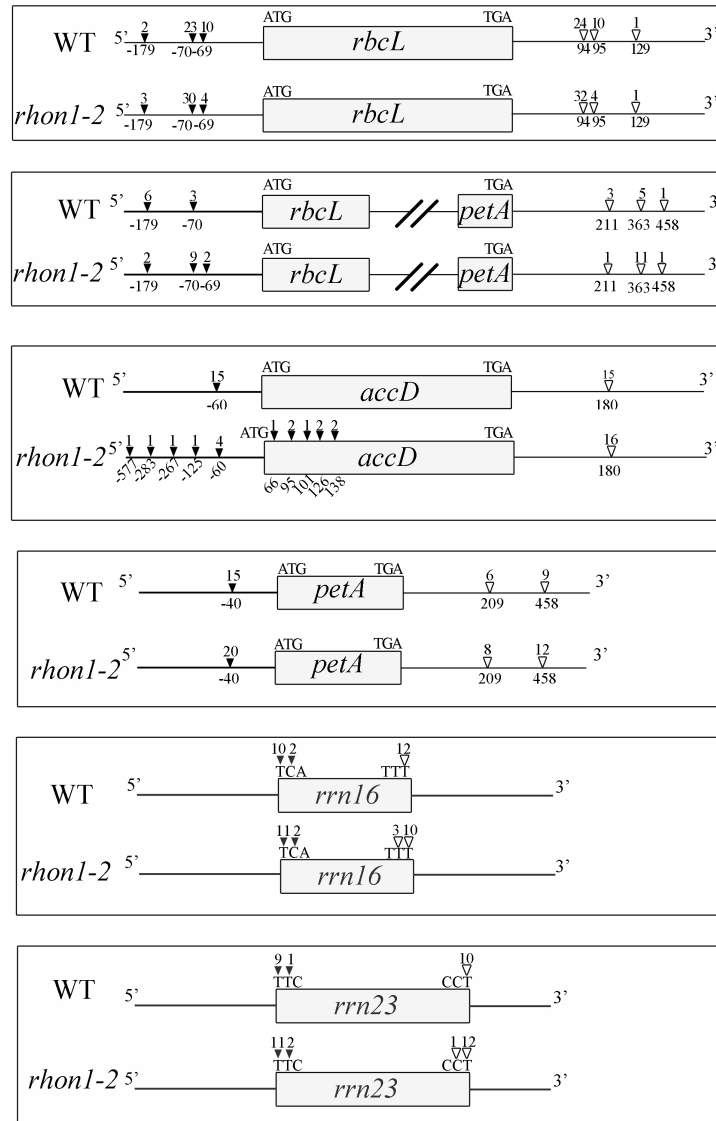 ATG TGA
2 23 10 24 10 1
WT 5’ rbcL 3’
-179 -70 -69 94 95 129
ATG TGA
3 30 4 32 4 1
rhon1-2 5’ rbcL 3’
-179 -70 -69 94 95 129
ATG TGA
6 3 3 5 1
WT 5’ rbcL petA 3’
-179 -70 211 363 458
ATG TGA
2 9 2 1 11 1
rhon1-2 5’ rbcL petA 3’
-179 -70 -69 211 363 458
ATG TGA
15 15
WT 5’ accD 3’
-60 180
1 2 1 2 2
ATG TGA
1 1 1 1 4 16
rhon1-2 5’ accD 3’
-577 -283 -267 -125 -60 66 95 101 126 138 180
ATG TGA
15 6 9
WT 5’ petA 3’
-40 209 458
ATG TGA
20 8 12
rhon1-2 5’ petA 3’
-40 209 458
10 2 12
TCA TTT
WT 5’ rrn16 3’
11 2 3 10
TCA TTT
rhon1-2 5’ rrn16 3’
9 1 10
TTC CCT
WT 5’ rrn23 3’
11 2 1 12
TTC CCT
rhon1-2 5’ rrn23 3’